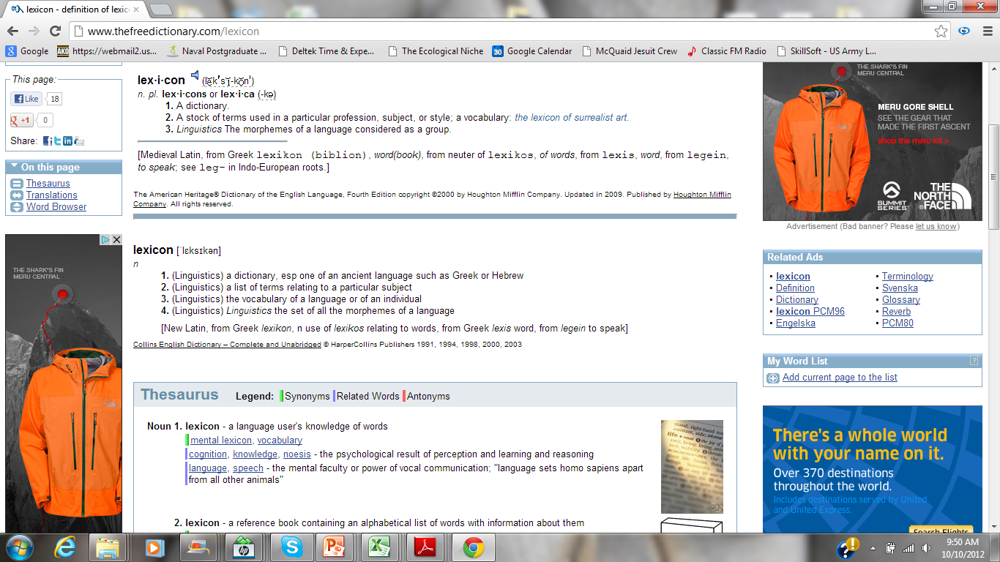 lexicon - definition of lexic
www.thefreedictionary.com/lexicon
Google
AKO https://webmail2.us...
Naval Postgraduate ...
Deltek Time & Expe...
The Ecological Niche
30 Google Calendar
McQuaid Jesuit Crew
Classic FM Radio
SkillSoft - US Army L...
This page:
Like 18
+1 0
Share:
On this page
Thesaurus
Translations
Word Browser
THE SHARK'S FIN
MERU CENTRAL
lex·i·con (lĕk′sĭ-kŏn′)
n. pl. lex·i·cons or lex·i·ca (-kə)
1. A dictionary.
2. A stock of terms used in a particular profession, subject, or style; a vocabulary: the lexicon of surrealist art.
3. Linguistics The morphemes of a language considered as a group.
[Medieval Latin, from Greek lexikon (biblion), word(book), from neuter of lexikos, of words, from lexis, word, from legein,
to speak; see leg- in Indo-European roots.]
The American Heritage® Dictionary of the English Language, Fourth Edition copyright ©2000 by Houghton Mifflin Company. Updated in 2009. Published by Houghton Mifflin
Company. All rights reserved.
lexicon [ˈlɛksɪkən]
n
1. (Linguistics) a dictionary, esp one of an ancient language such as Greek or Hebrew
2. (Linguistics) a list of terms relating to a particular subject
3. (Linguistics) the vocabulary of a language or of an individual
4. (Linguistics) Linguistics the set of all the morphemes of a language
[New Latin, from Greek lexikon, n use of lexikos relating to words, from Greek lexis word, from legein to speak]
Collins English Dictionary – Complete and Unabridged © HarperCollins Publishers 1991, 1994, 1998, 2000, 2003
Thesaurus Legend: Synonyms Related Words Antonyms
Noun 1. lexicon - a language user's knowledge of words
mental lexicon, vocabulary
cognition, knowledge, noesis - the psychological result of perception and learning and reasoning
language, speech - the mental faculty or power of vocal communication; "language sets homo sapiens apart
from all other animals"
2. lexicon - a reference book containing an alphabetical list of words with information about them
THE SHARK'S FIN
MERU CENTRAL
MERU GORE SHELL
SEE THE GEAR THAT
MADE THE FIRST ASCENT
shop the meru kit >
SUMMIT SERIES
THE NORTH FACE
Advertisement (Bad banner? Please let us know)
Related Ads
lexicon
Definition
Dictionary
lexicon PCM96
Engelska
Terminology
Svenska
Glossary
Reverb
PCM80
My Word List ?
Add current page to the list
There's a whole world
with your name on it.
Over 370 destinations
throughout the world.
Includes destinations served by United
and United Express.
Search Flights
9:50 AM
10/10/2012